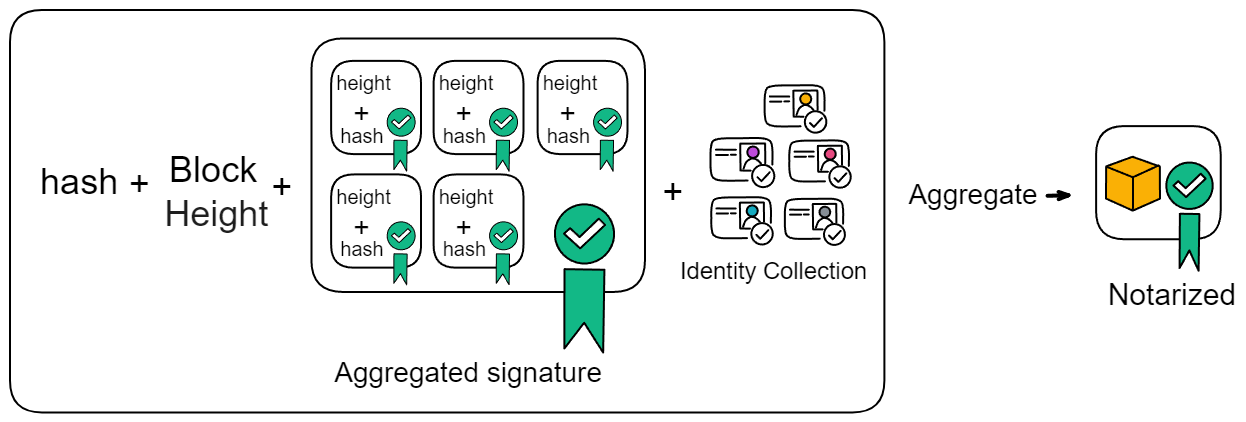 hash + Block Height +
height
+
hash
height
+
hash
height
+
hash
height
+
hash
height
+
hash
Aggregated signature
+
Identity Collection
Aggregate
Notarized